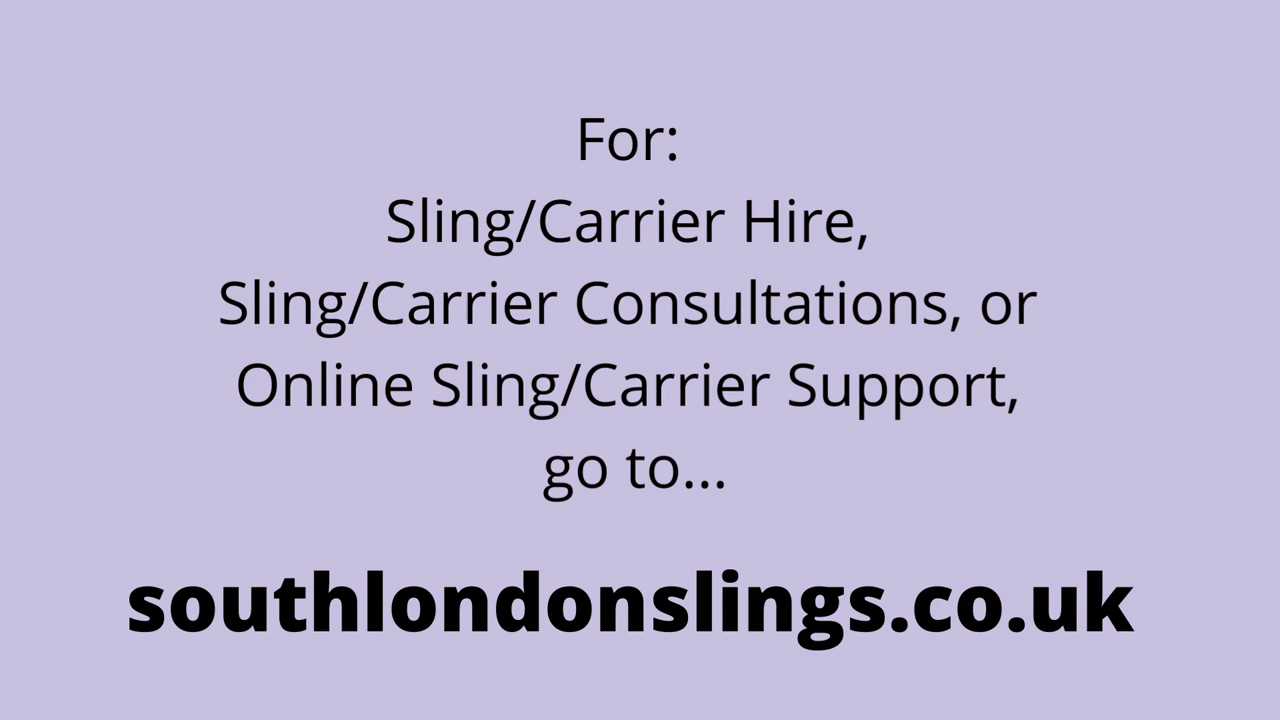 For:
Sling/Carrier Hire,
Sling/Carrier Consultations, or
Online Sling/Carrier Support,
go to...
southlondonslings.co.uk